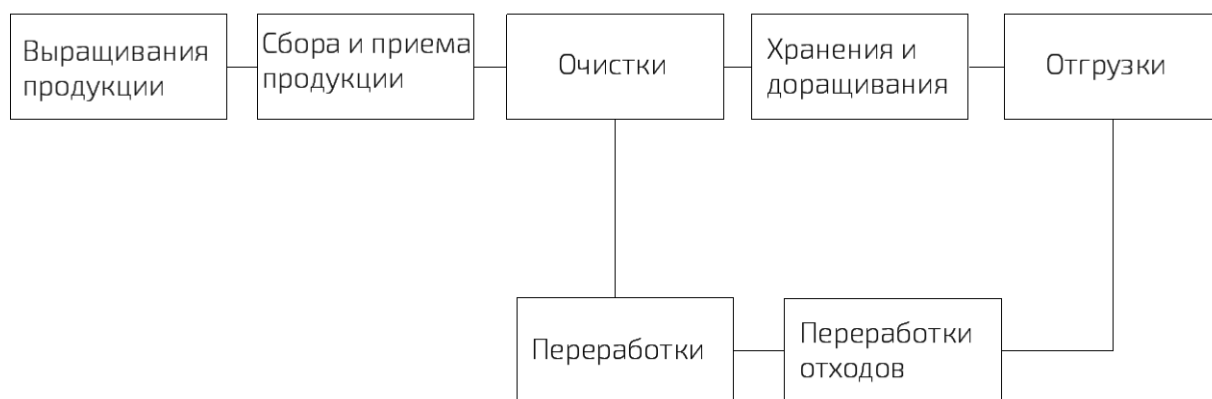 Выращивания
продукции
Сбора и приема
продукции
Очистки
Хранения и
доращивания
Отгрузки
Переработки
Переработки
отходов